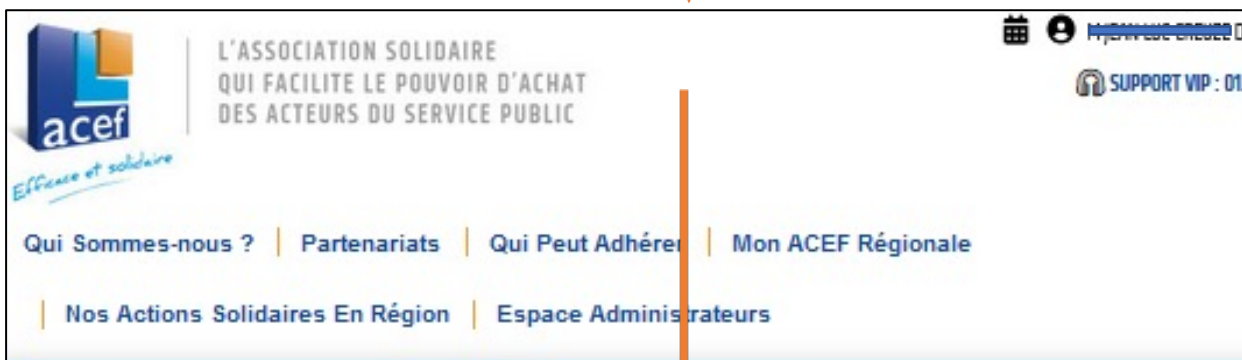 L'ASSOCIATION SOLIDAIRE
QUI FACILITE LE POUVOIR D'ACHAT
DES ACTEURS DU SERVICE PUBLIC
acef
Efficace et solidaire
SUPPORT VIP : 01
Qui Sommes-nous ? | Partenariats | Qui Peut Adhérer | Mon ACEF Régionale
| Nos Actions Solidaires En Région | Espace Administrateurs